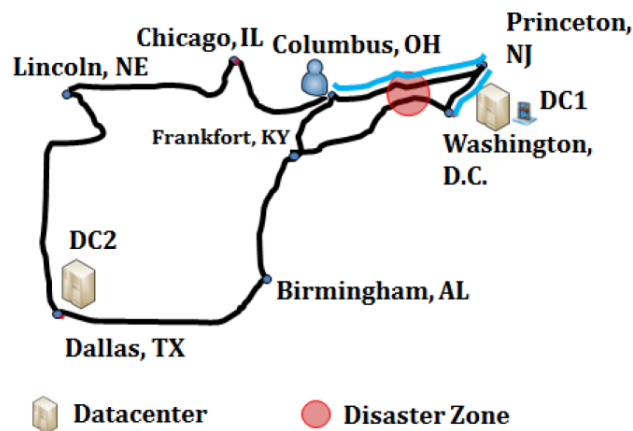 Princeton,
NJ
Chicago, IL
Columbus, OH
Lincoln, NE
DC1
Frankfort, KY
Washington,
D.C.
DC2
Birmingham, AL
Dallas, TX
Datacenter
Disaster Zone